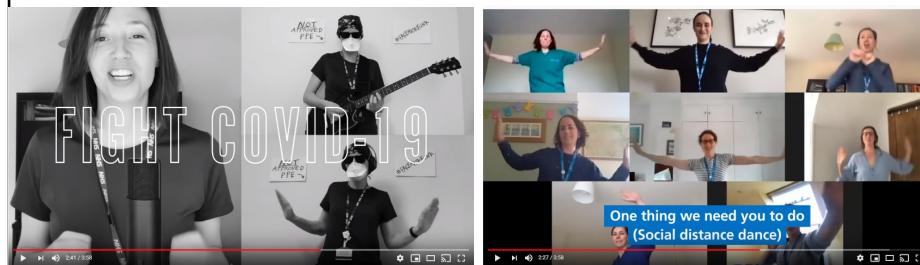 NOT
APPROVED
PPE →
FIGHT COVID-19
NOT
APPROVED
PPE →
2:41 / 3:58
One thing we need you to do
(Social distance dance)
2:27 / 3:58